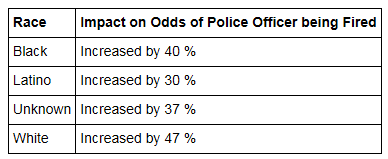 Race Impact on Odds of Police Officer being Fired
Black Increased by 40 %
Latino Increased by 30 %
Unknown Increased by 37 %
White Increased by 47 %